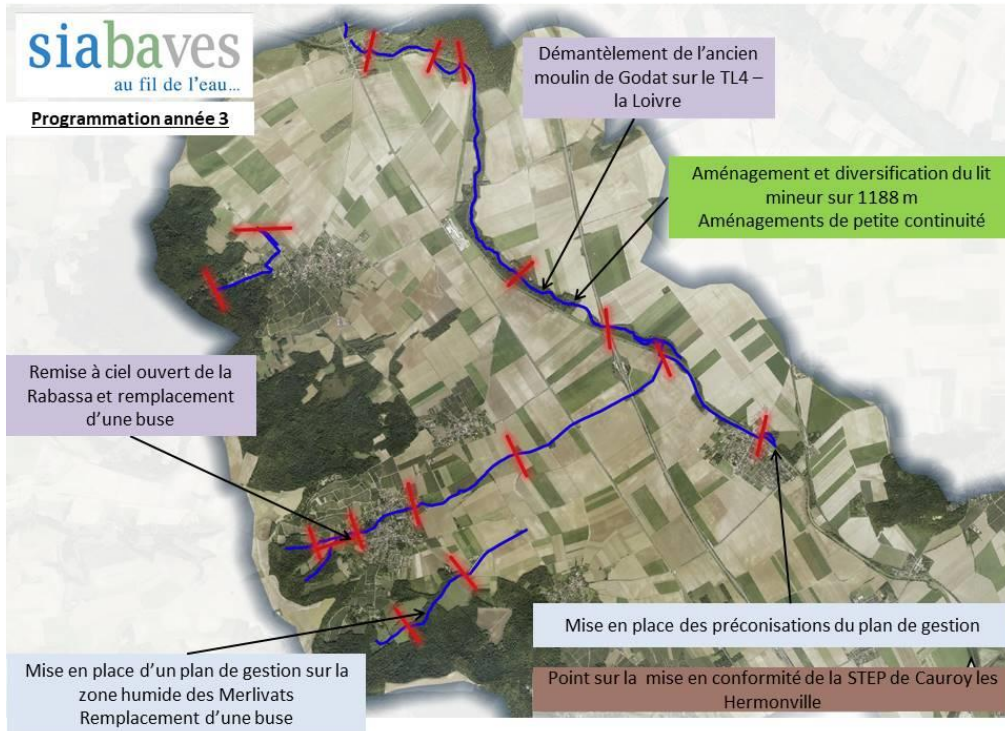 siabaves
au fil de l'eau...
Programmation année 3
Démantèlement de l'ancien
moulin de Godat sur le TL4 –
la Loivre
Aménagement et diversification du lit
mineur sur 1188 m
Aménagements de petite continuité
Remise à ciel ouvert de la
Rabassa et remplacement
d'une buse
Mise en place des préconisations du plan de gestion
Mise en place d'un plan de gestion sur la
zone humide des Merlivats
Remplacement d'une buse
Point sur la  mise en conformité de la STEP de Cauroy les
Hermonville